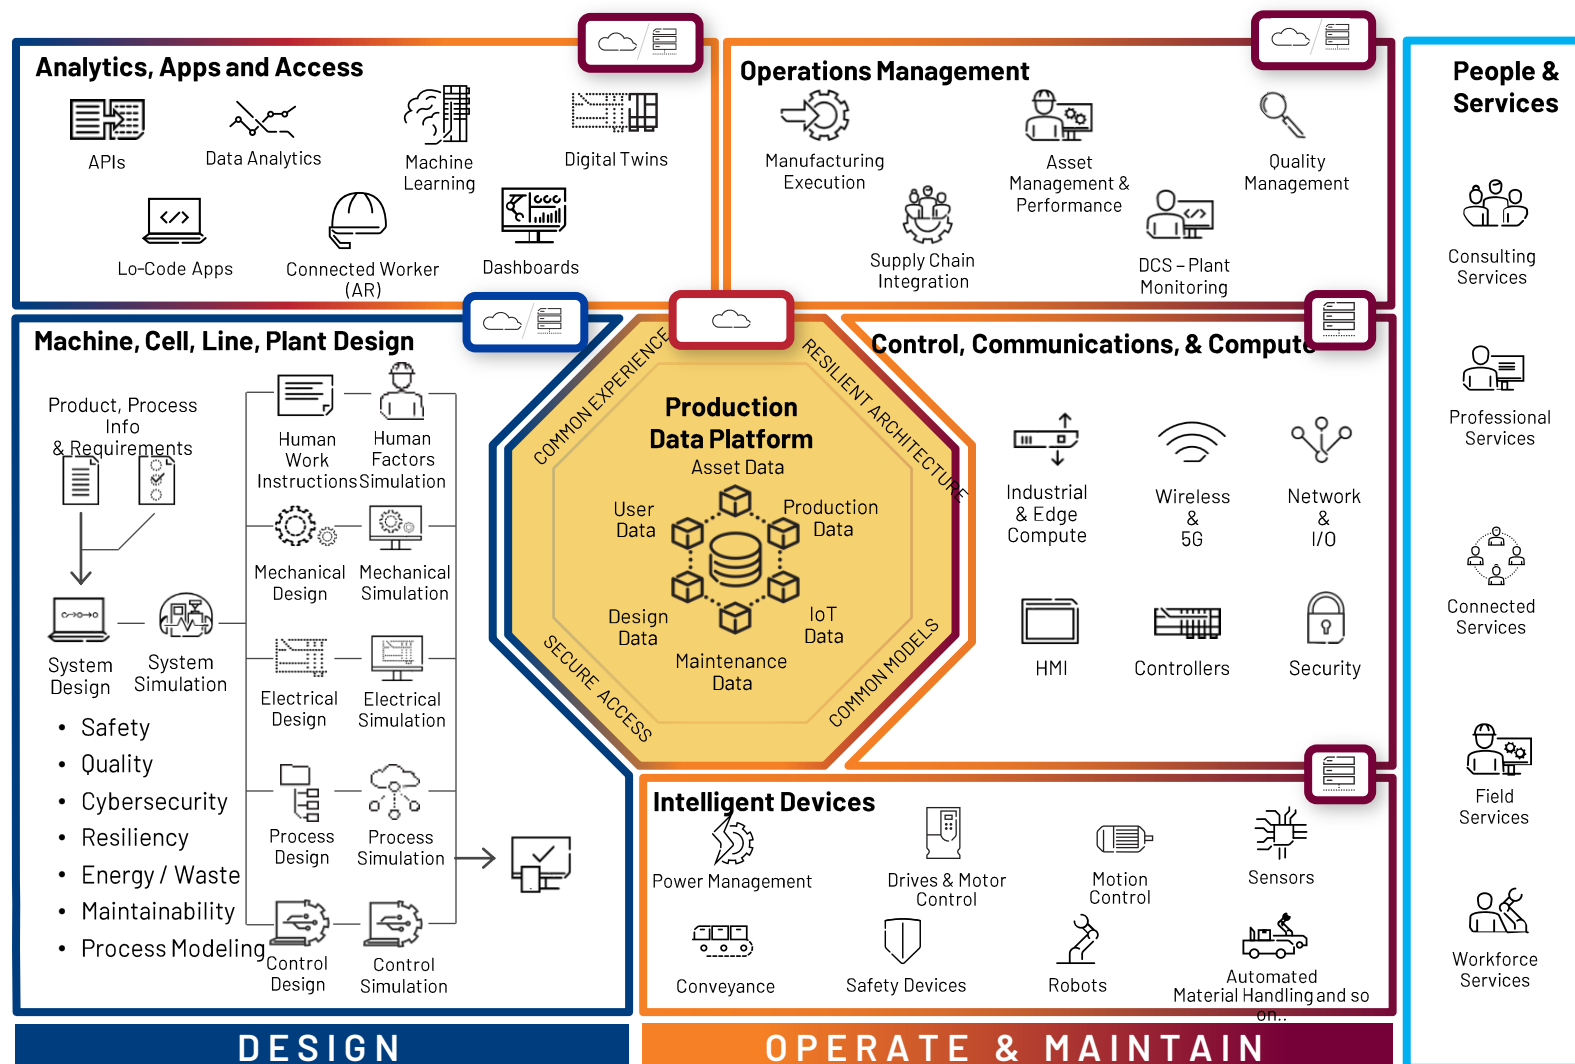 Analytics, Apps and Access
APIs
Data Analytics
Machine
Learning
Digital Twins
Lo-Code Apps
Connected Worker
(AR)
Dashboards
Operations Management
Manufacturing
Execution
Asset
Management &
Performance
Quality
Management
Supply Chain
Integration
DCS – Plant
Monitoring
People &
Services
Consulting
Services
Professional
Services
Connected
Services
Field
Services
Workforce
Services
Machine, Cell, Line, Plant Design
Product, Process
Info
& Requirements
Human
Work
Instructions
Human
Factors
Simulation
Mechanical
Design
Mechanical
Simulation
System
Design
System
Simulation
Electrical
Design
Electrical
Simulation
Process
Design
Process
Simulation
Control
Design
Control
Simulation
• Safety
• Quality
• Cybersecurity
• Resiliency
• Energy / Waste
• Maintainability
• Process Modeling
COMMON EXPERIENCE
RESILIENT ARCHITECTURE
SECURE ACCESS
COMMON MODELS
Production
Data Platform
Asset Data
User
Data
Production
Data
Design
Data
IoT
Data
Maintenance
Data
Control, Communications, & Compute
Industrial
& Edge
Compute
Wireless
&
5G
Network
&
I/O
HMI
Controllers
Security
Intelligent Devices
Power Management
Drives & Motor
Control
Motion
Control
Sensors
Conveyance
Safety Devices
Robots
Automated
Material Handling and so
on..
DESIGN
OPERATE & MAINTAIN